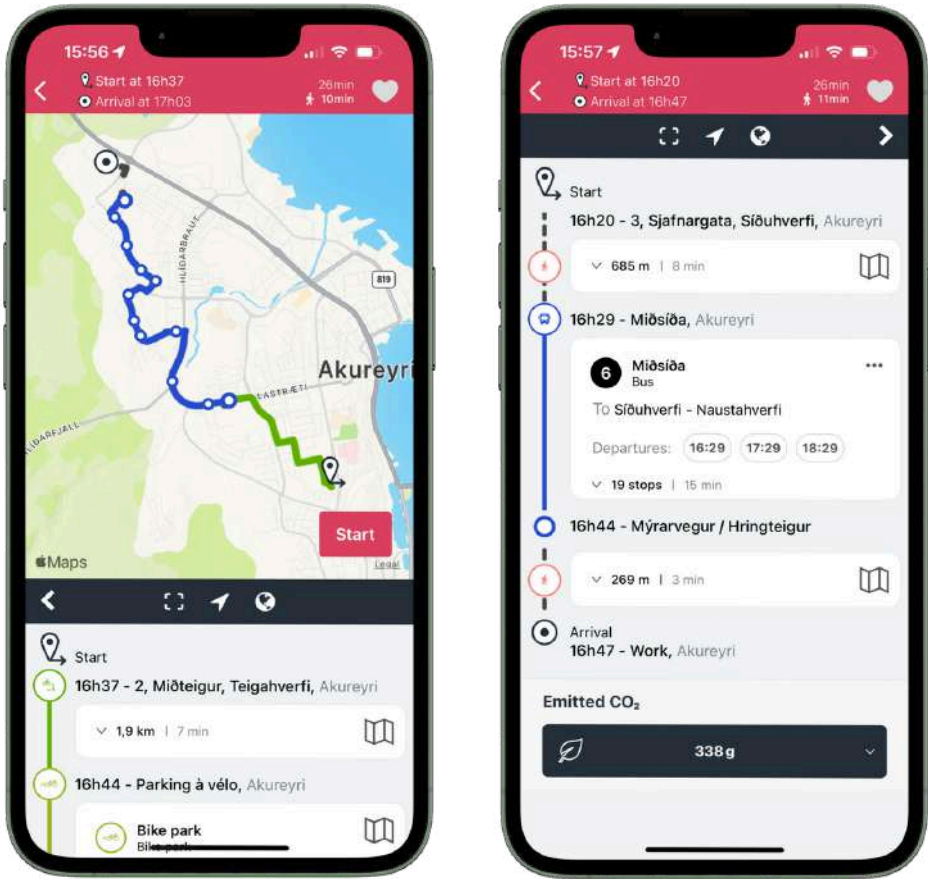 15:56
Start at 16h37
Arrival at 17h03
26min
10min
HLÍÐARBRAUT
819
Akureyri
LÍÐARFJALL
Start
Maps
Legal
Start
16h37 - 2, Miðteigur, Teigahverfi, Akureyri
1,9 km | 7 min
16h44 - Parking à vélo, Akureyri
Bike park
Bike park
15:57
Start at 16h20
Arrival at 16h47
26min
11min
Start
16h20 - 3, Sjafnargata, Síðuhverfi, Akureyri
685 m | 8 min
16h29 - Miðsíða, Akureyri
6
Miðsíða
Bus
To Síðuhverfi - Naustahverfi
Departures: 16:29 17:29 18:29
19 stops | 15 min
16h44 - Mýrarvegur / Hringteigur
269 m | 3 min
Arrival
16h47 - Work, Akureyri
Emitted CO₂
338 g